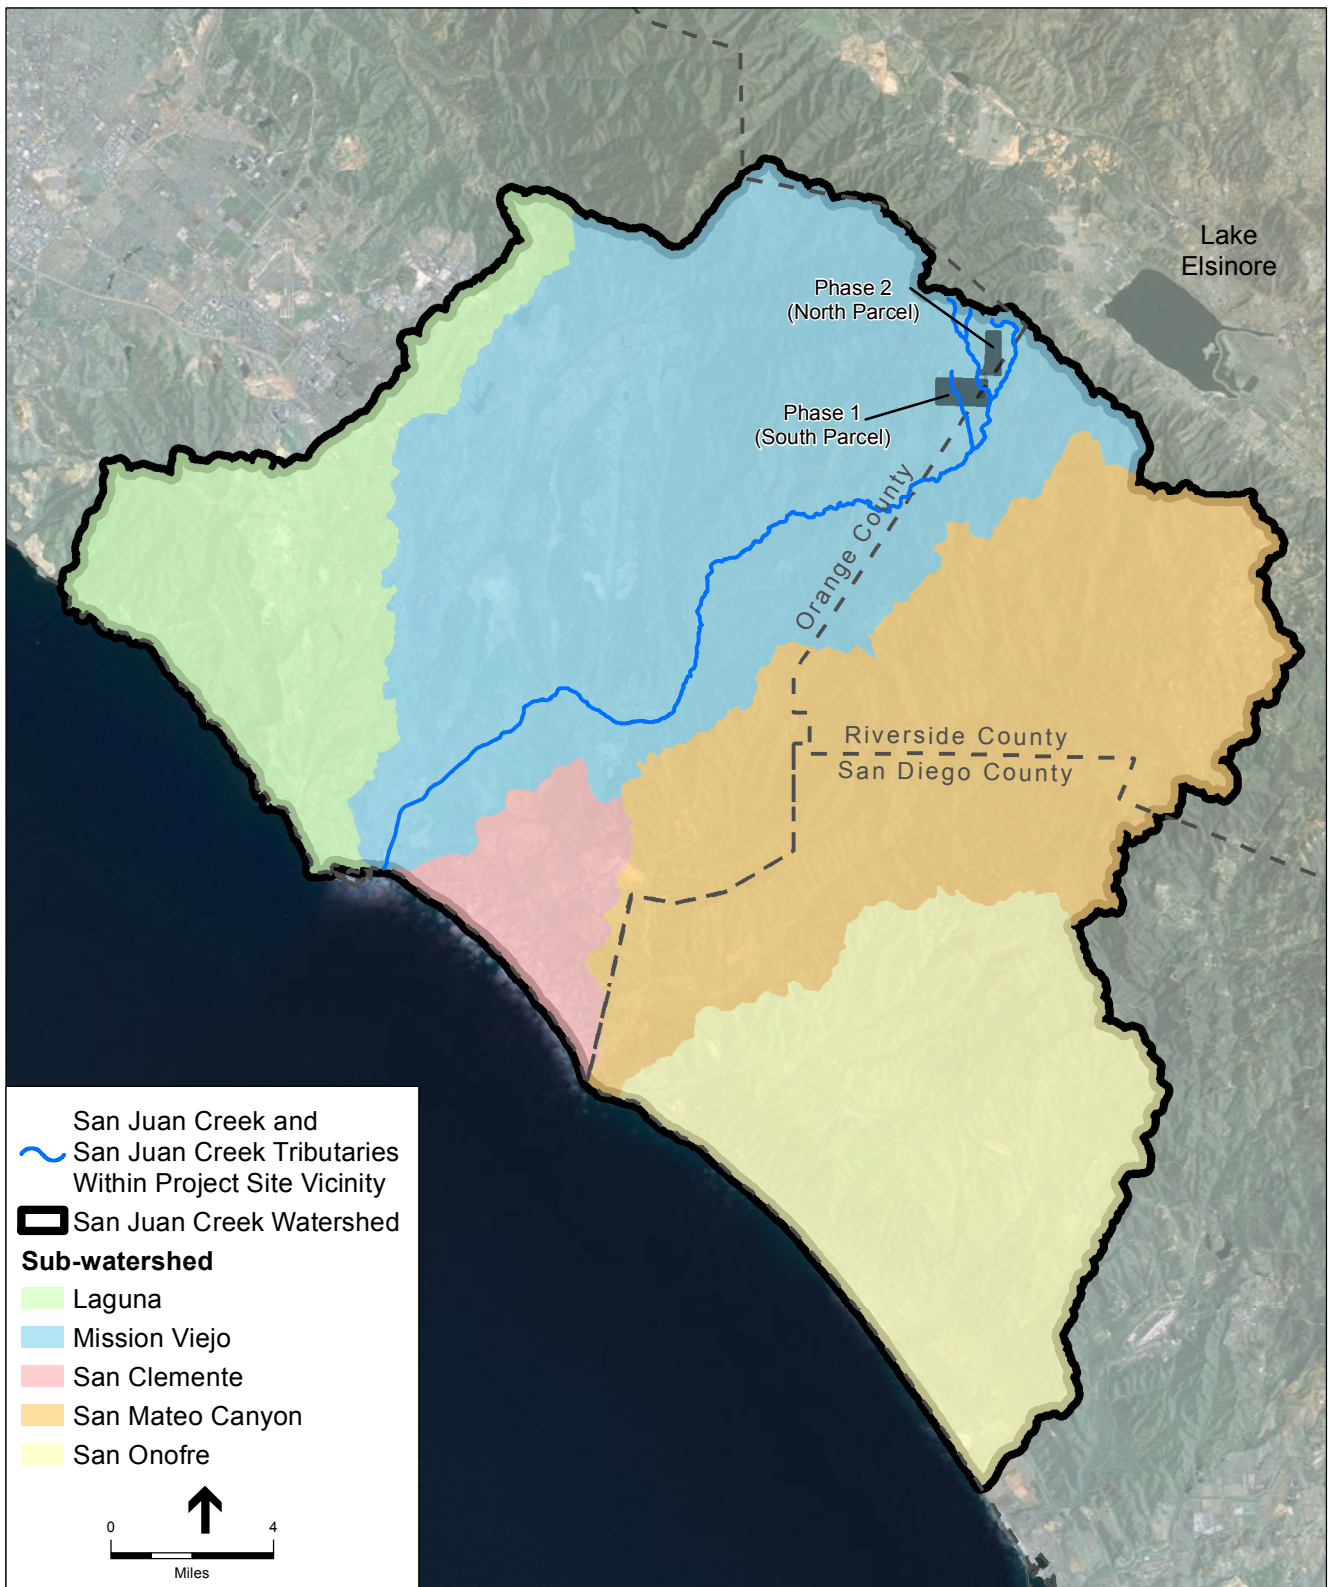 Lake
Elsinore
Phase 2
(North Parcel)
Phase 1
(South Parcel)
Orange County
Riverside County
San Diego County
San Juan Creek and
San Juan Creek Tributaries
Within Project Site Vicinity
San Juan Creek Watershed
Sub-watershed
Laguna
Mission Viejo
San Clemente
San Mateo Canyon
San Onofre
0 4
Miles